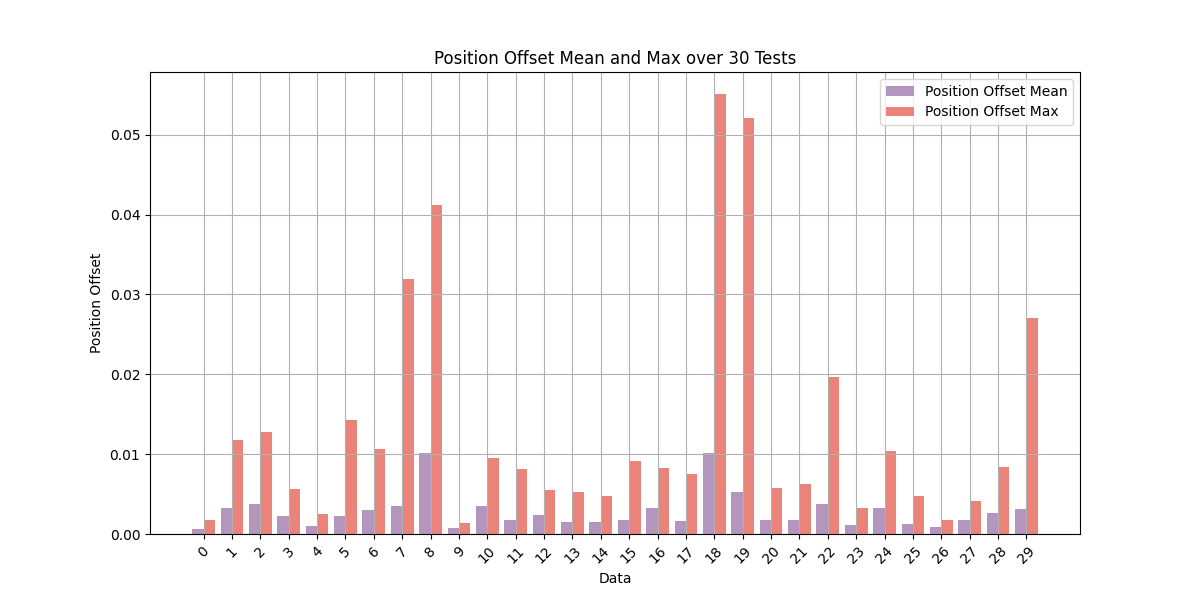 Position Offset Mean and Max over 30 Tests
Position Offset Mean
Position Offset Max
Position Offset
0.05
0.04
0.03
0.02
0.01
0.00
0 1 2 3 4 5 6 7 8 9 10 11 12 13 14 15 16 17 18 19 20 21 22 23 24 25 26 27 28 29
Data